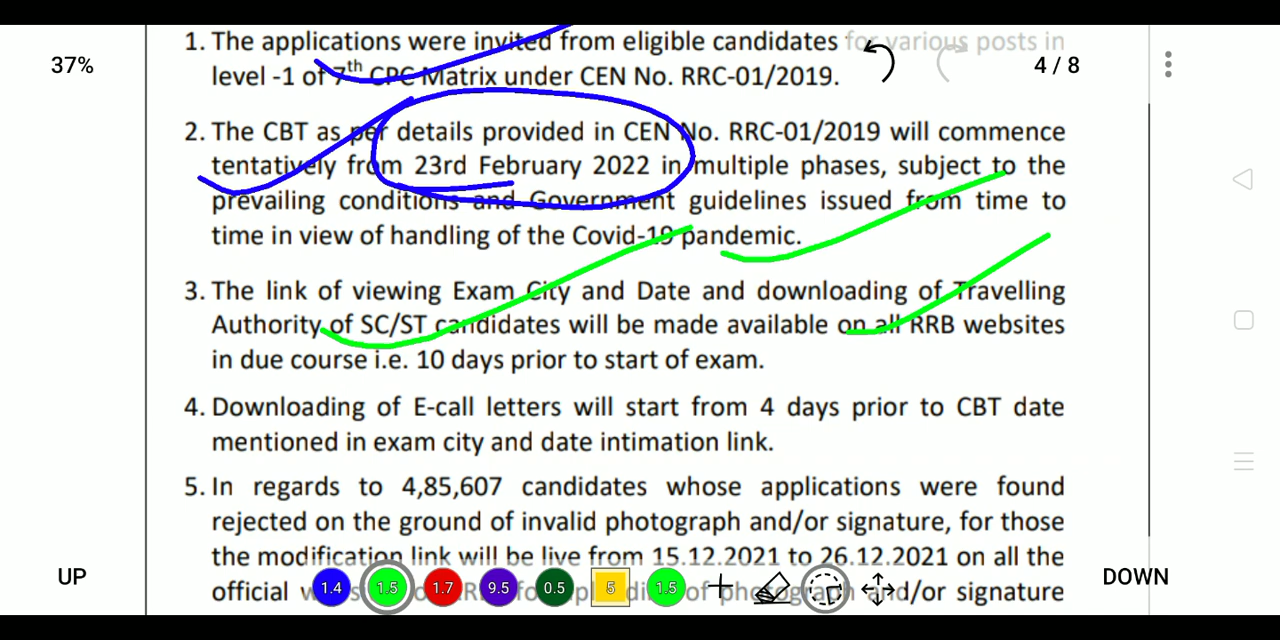 37%
4 / 8
1. The applications were invited from eligible candidates for various posts in
level -1 of 7th CPC Matrix under CEN No. RRC-01/2019.
2. The CBT as per details provided in CEN No. RRC-01/2019 will commence
tentatively from 23rd February 2022 in multiple phases, subject to the
prevailing conditions and Government guidelines issued from time to
time in view of handling of the Covid-19 pandemic.
3. The link of viewing Exam City and Date and downloading of Travelling
Authority of SC/ST candidates will be made available on all RRB websites
in due course i.e. 10 days prior to start of exam.
4. Downloading of E-call letters will start from 4 days prior to CBT date
mentioned in exam city and date intimation link.
5. In regards to 4,85,607 candidates whose applications were found
rejected on the ground of invalid photograph and/or signature, for those
the modification link will be live from 15.12.2021 to 26.12.2021 on all the
official of photograph and/or signature
UP
1.4 1.5 1.7 9.5 0.5 5 1.5
DOWN